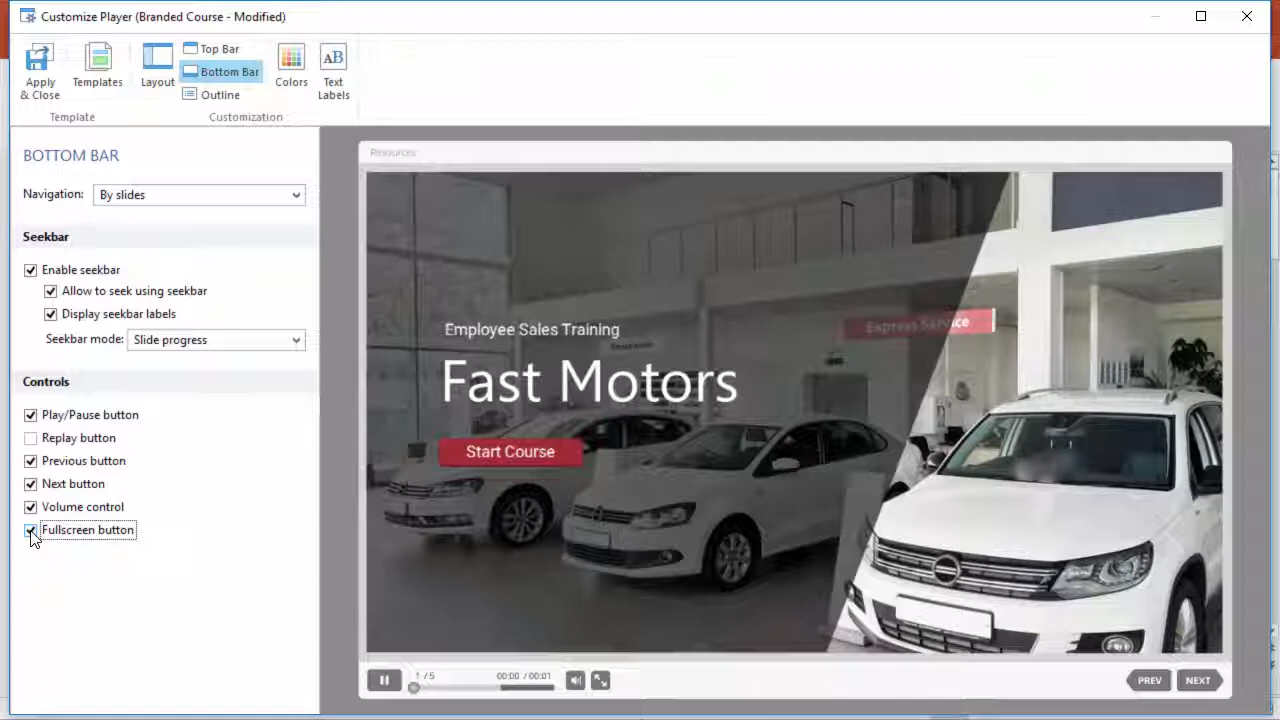 Customize Player (Branded Course - Modified)
Apply & Close
Templates
Layout
Top Bar
Bottom Bar
Outline
Colors
Text Labels
Template
Customization
BOTTOM BAR
Navigation: By slides
Seekbar
Enable seekbar
Allow to seek using seekbar
Display seekbar labels
Seekbar mode: Slide progress
Controls
Play/Pause button
Replay button
Previous button
Next button
Volume control
Fullscreen button
Resources
Employee Sales Training
Fast Motors
Start Course
Express Service
1 / 5
00:00 / 00:01
PREV
NEXT